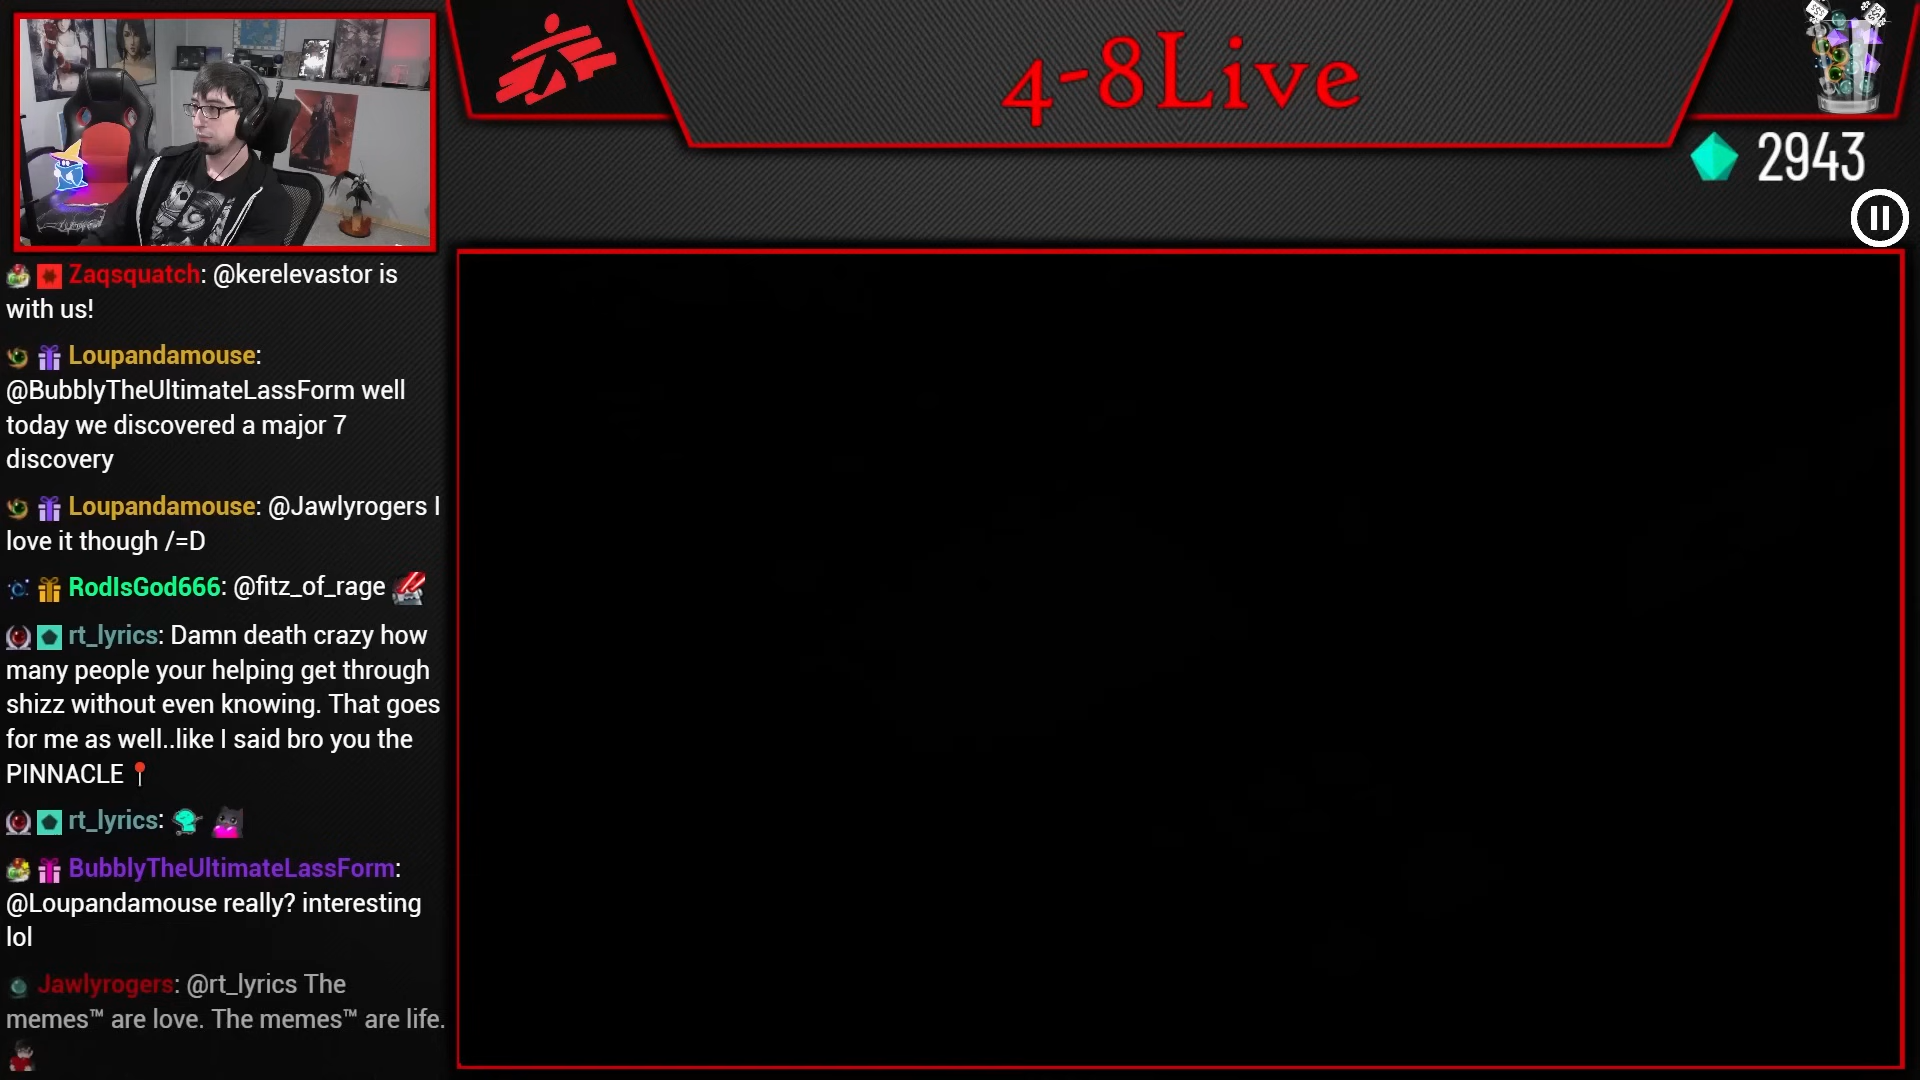 4-8Live
2943
Zaqsquatch: @kerelevastor is
with us!
Loupandamouse:
@BubblyTheUltimateLassForm well
today we discovered a major 7
discovery
Loupandamouse: @Jawlyrogers I
love it though /=D
RodIsGod666: @fitz_of_rage
rt_lyrics: Damn death crazy how
many people your helping get through
shizz without even knowing. That goes
for me as well..like I said bro you the
PINNACLE📍
rt_lyrics:
BubblyTheUltimateLassForm:
@Loupandamouse really? interesting
lol
Jawlyrogers: @rt_lyrics The
memes™ are love. The memes™ are life.